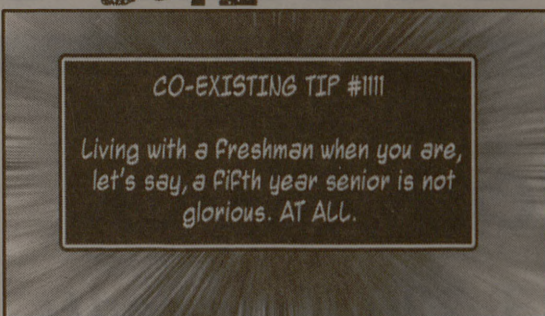 CO-EXISTING TIP #1111
Living with a freshman when you are,
let's say, a fifth year senior is not
glorious. AT ALL.